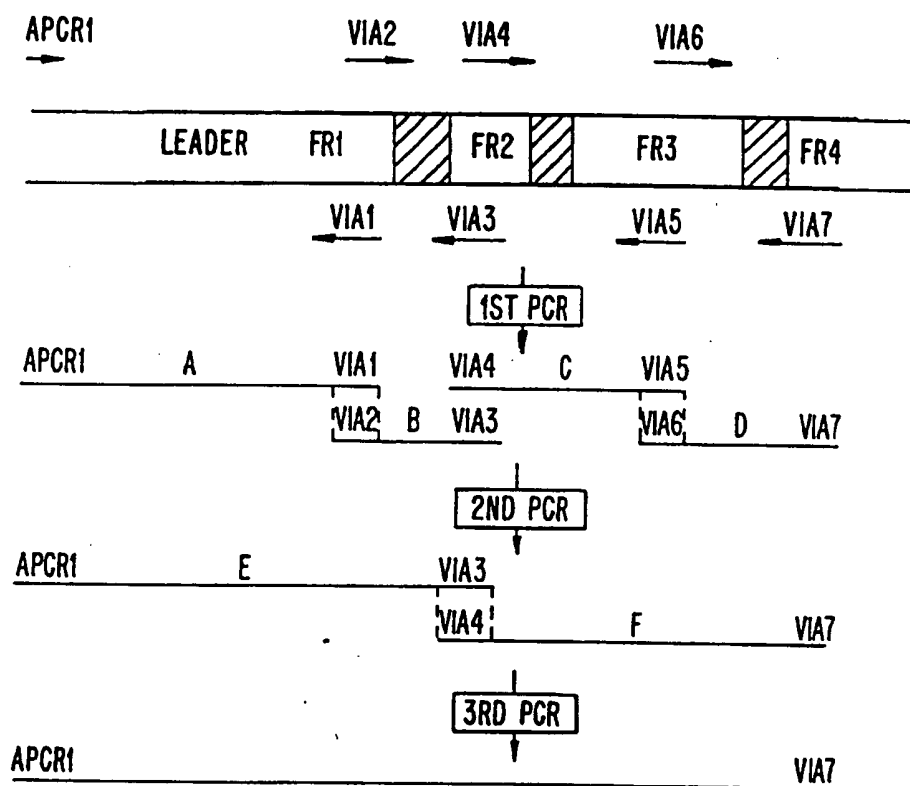 APCR1 VIA2 VIA4 VIA6
LEADER FR1 FR2 FR3 FR4
VIA1 VIA3 VIA5 VIA7
1ST PCR
APCR1 A VIA1 VIA4 C VIA5
VIA2 B VIA3 VIA6 D VIA7
2ND PCR
APCR1 E VIA3
VIA4 F VIA7
3RD PCR
APCR1 VIA7